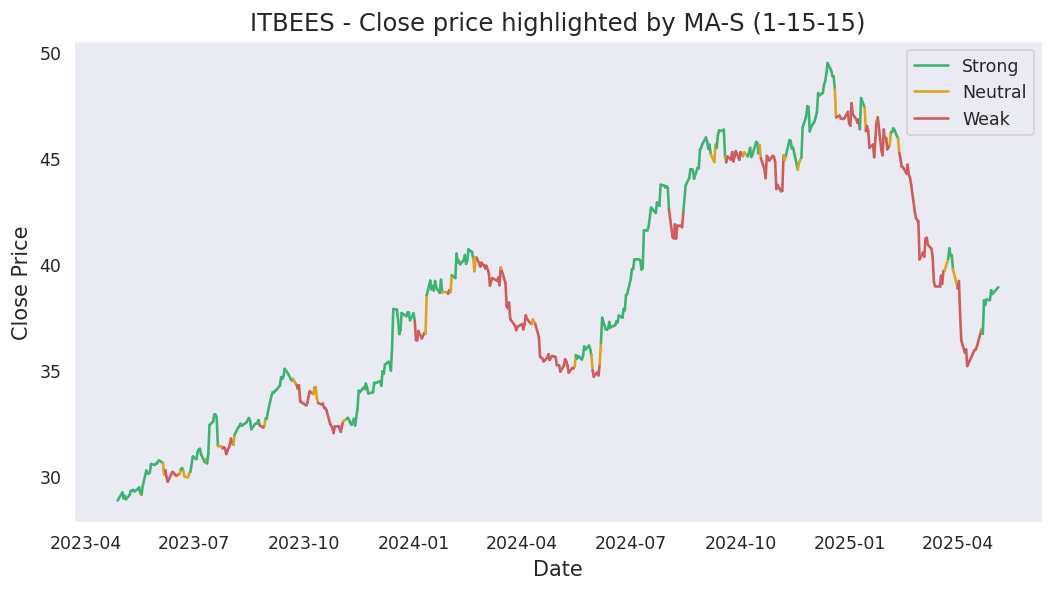 ITBEES - Close price highlighted by MA-S (1-15-15)
Strong
Neutral
Weak
Close Price
50
45
40
35
30
2023-04 2023-07 2023-10 2024-01 2024-04 2024-07 2024-10 2025-01 2025-04
Date